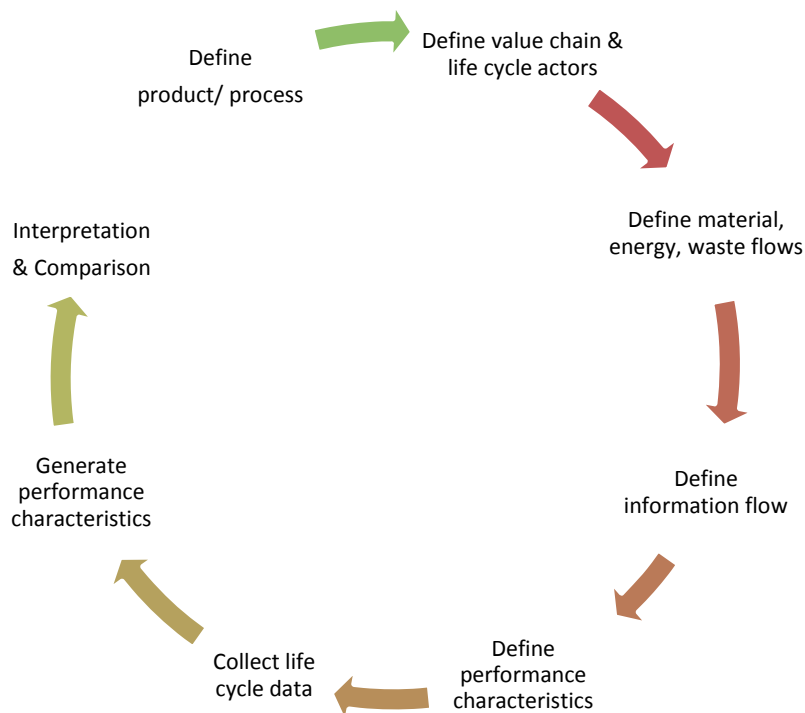 Define
product/ process
Define value chain &
life cycle actors
Define material,
energy, waste flows
Define
information flow
Define
performance
characteristics
Collect life
cycle data
Generate
performance
characteristics
Interpretation
& Comparison